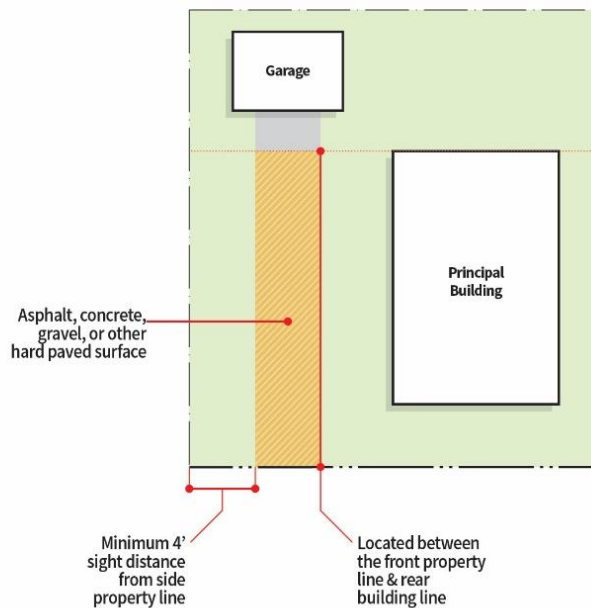 Garage
Principal
Building
Asphalt, concrete,
gravel, or other
hard paved surface
Minimum 4’
sight distance
from side
property line
Located between
the front property
line & rear
building line